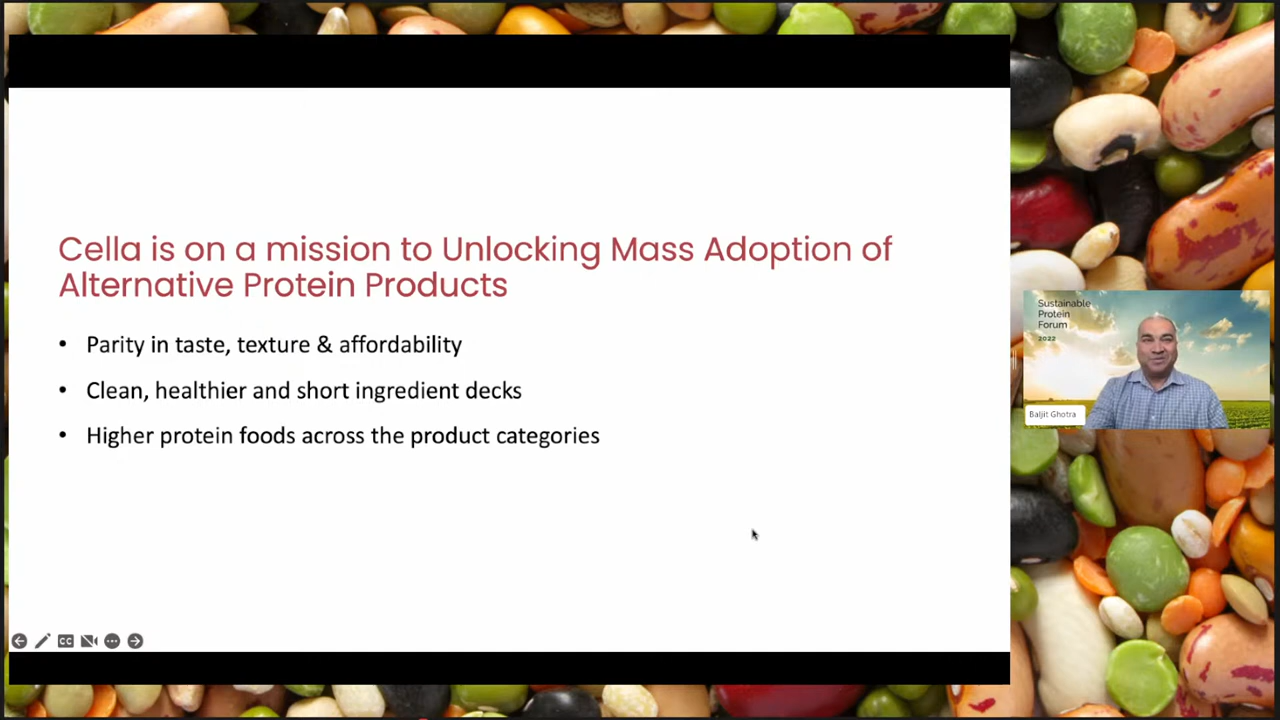 Cella is on a mission to Unlocking Mass Adoption of
Alternative Protein Products
• Parity in taste, texture & affordability
• Clean, healthier and short ingredient decks
• Higher protein foods across the product categories
Sustainable
Protein
Forum
2022
Baljit Ghotra
CC